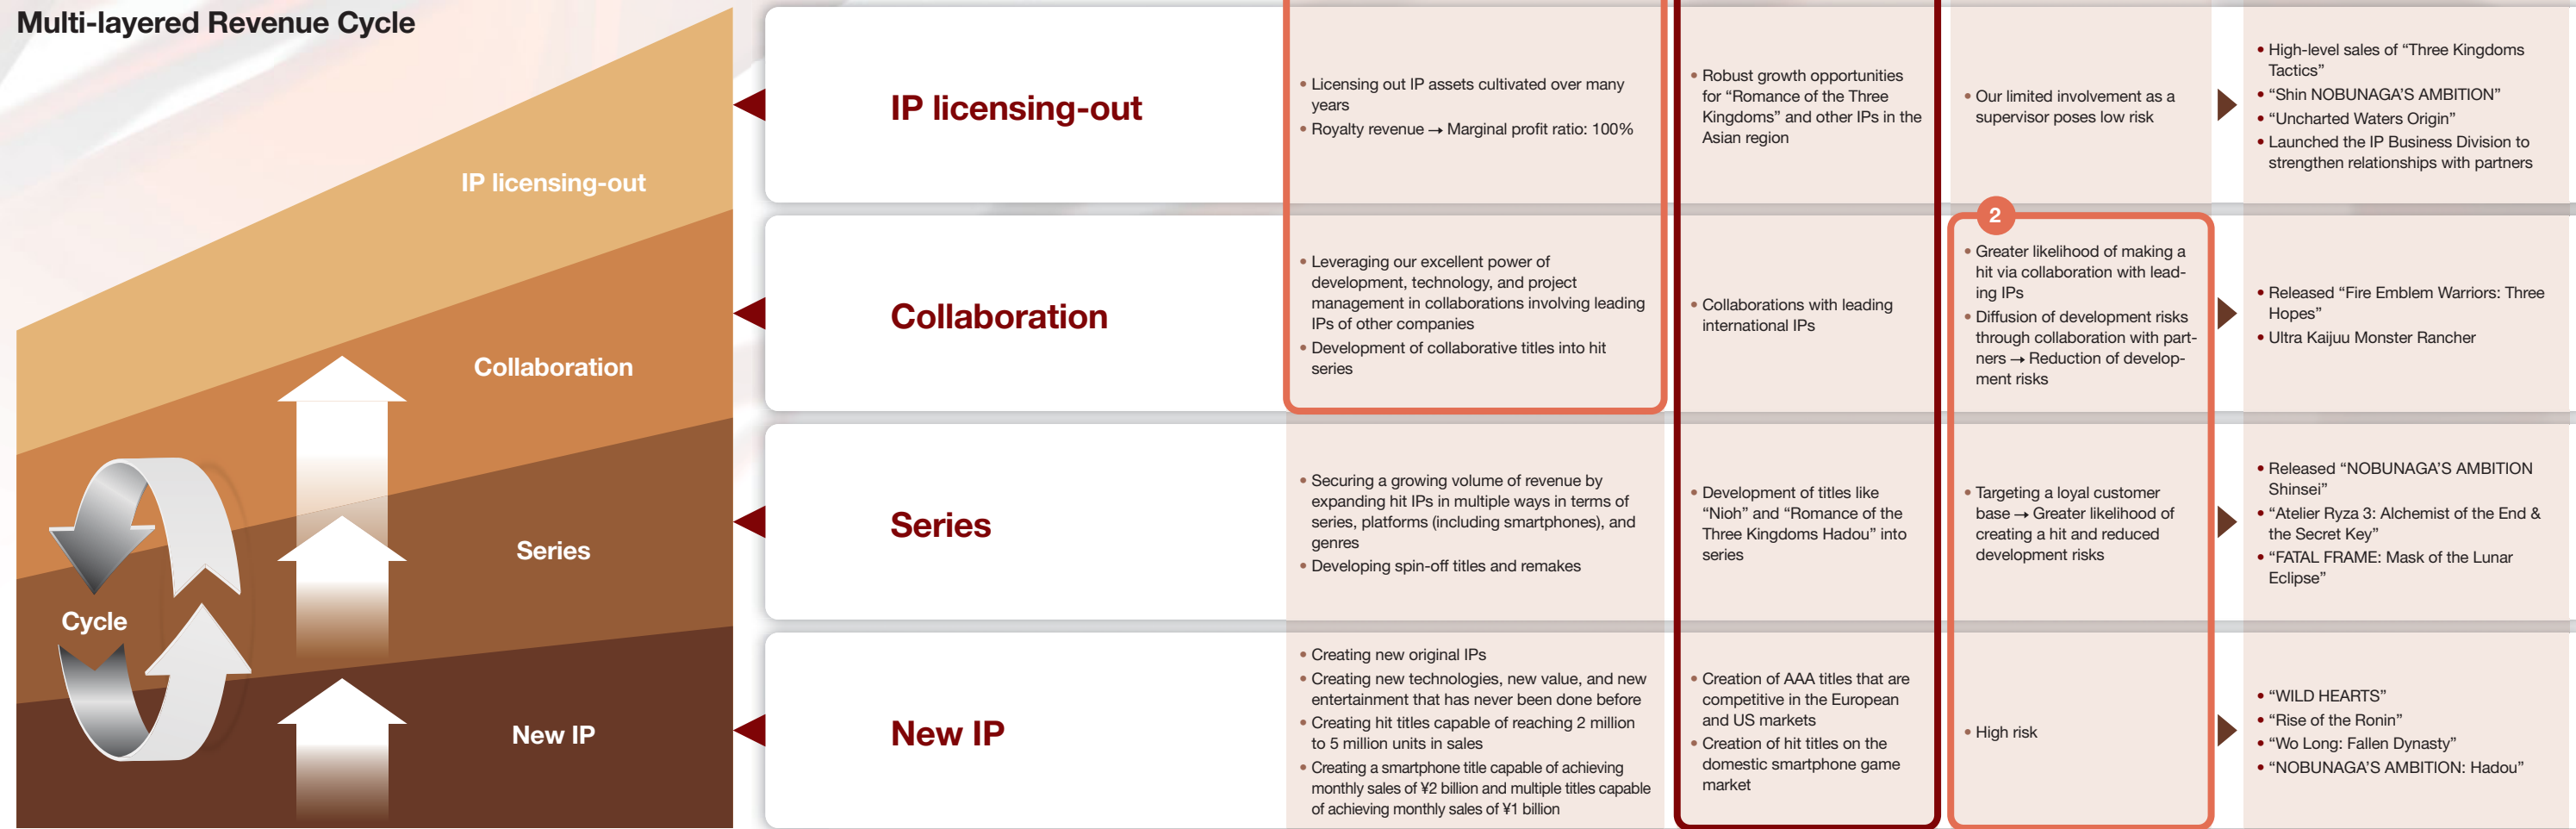 Multi-layered Revenue Cycle
IP licensing-out
Collaboration
Series
Cycle
New IP
IP licensing-out
• Licensing out IP assets cultivated over many
years
• Royalty revenue → Marginal profit ratio: 100%
• Robust growth opportunities
for “Romance of the Three
Kingdoms” and other IPs in the
Asian region
• Our limited involvement as a
supervisor poses low risk
• High-level sales of “Three Kingdoms
Tactics”
• “Shin NOBUNAGA’S AMBITION”
• “Uncharted Waters Origin”
• Launched the IP Business Division to
strengthen relationships with partners
Collaboration
• Leveraging our excellent power of
development, technology, and project
management in collaborations involving leading
IPs of other companies
• Development of collaborative titles into hit
series
• Collaborations with leading
international IPs
2
• Greater likelihood of making a
hit via collaboration with lead-
ing IPs
• Diffusion of development risks
through collaboration with part-
ners → Reduction of develop-
ment risks
• Released “Fire Emblem Warriors: Three
Hopes”
• Ultra Kaijuu Monster Rancher
Series
• Securing a growing volume of revenue by
expanding hit IPs in multiple ways in terms of
series, platforms (including smartphones), and
genres
• Developing spin-off titles and remakes
• Development of titles like
“Nioh” and “Romance of the
Three Kingdoms Hadou” into
series
• Targeting a loyal customer
base → Greater likelihood of
creating a hit and reduced
development risks
• Released “NOBUNAGA’S AMBITION
Shinsei”
• “Atelier Ryza 3: Alchemist of the End &
the Secret Key”
• “FATAL FRAME: Mask of the Lunar
Eclipse”
New IP
• Creating new original IPs
• Creating new technologies, new value, and new
entertainment that has never been done before
• Creating hit titles capable of reaching 2 million
to 5 million units in sales
• Creating a smartphone title capable of achieving
monthly sales of ¥2 billion and multiple titles capable
of achieving monthly sales of ¥1 billion
• Creation of AAA titles that are
competitive in the European
and US markets
• Creation of hit titles on the
domestic smartphone game
market
• High risk
• “WILD HEARTS”
• “Rise of the Ronin”
• “Wo Long: Fallen Dynasty”
• “NOBUNAGA’S AMBITION: Hadou”